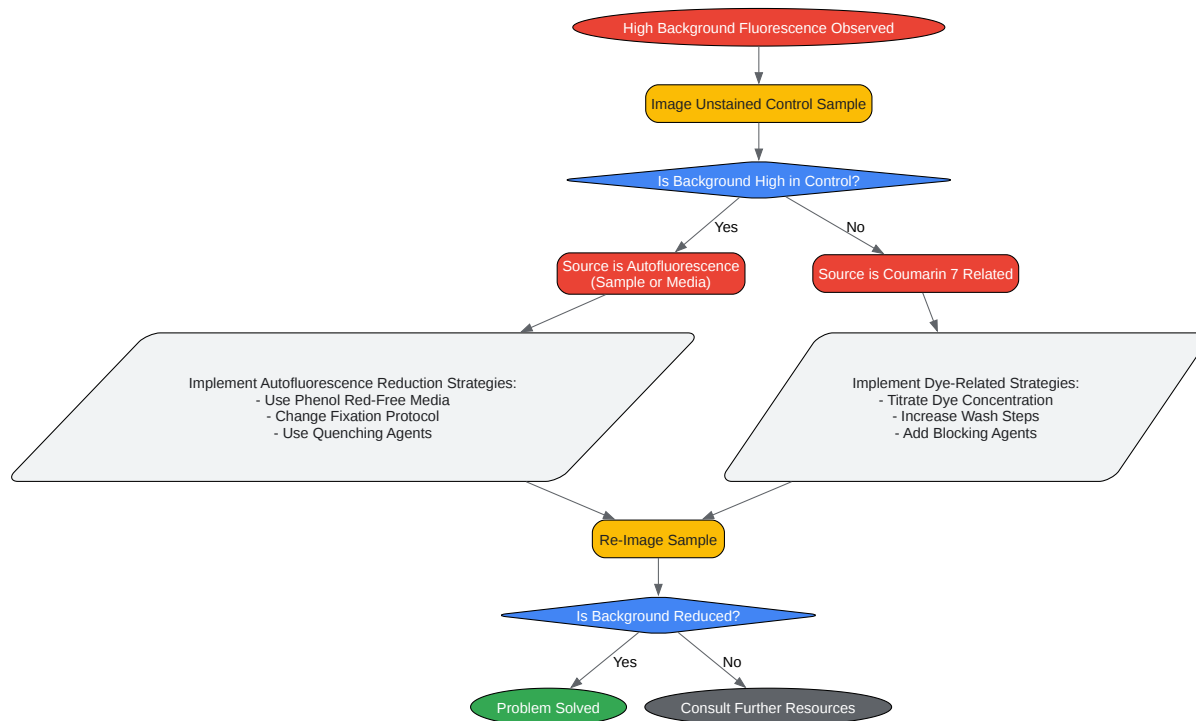 High Background Fluorescence Observed
Image Unstained Control Sample
Is Background High in Control?
Yes
No
Source is Autofluorescence
(Sample or Media)
Source is Coumarin 7 Related
Implement Autofluorescence Reduction Strategies:
- Use Phenol Red-Free Media
- Change Fixation Protocol
- Use Quenching Agents
Implement Dye-Related Strategies:
- Titrate Dye Concentration
- Increase Wash Steps
- Add Blocking Agents
Re-Image Sample
Is Background Reduced?
Yes
No
Problem Solved
Consult Further Resources